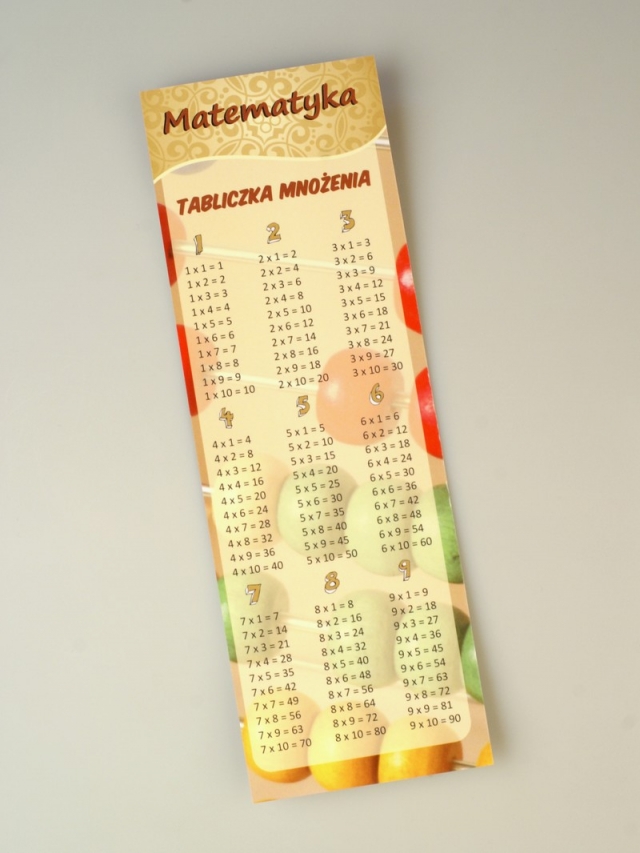 Matematyka
TABLICZKA MNOŻENIA
1
1 x 1 = 1
1 x 2 = 2
1 x 3 = 3
1 x 4 = 4
1 x 5 = 5
1 x 6 = 6
1 x 7 = 7
1 x 8 = 8
1 x 9 = 9
1 x 10 = 10
2
2 x 1 = 2
2 x 2 = 4
2 x 3 = 6
2 x 4 = 8
2 x 5 = 10
2 x 6 = 12
2 x 7 = 14
2 x 8 = 16
2 x 9 = 18
2 x 10 = 20
3
3 x 1 = 3
3 x 2 = 6
3 x 3 = 9
3 x 4 = 12
3 x 5 = 15
3 x 6 = 18
3 x 7 = 21
3 x 8 = 24
3 x 9 = 27
3 x 10 = 30
4
4 x 1 = 4
4 x 2 = 8
4 x 3 = 12
4 x 4 = 16
4 x 5 = 20
4 x 6 = 24
4 x 7 = 28
4 x 8 = 32
4 x 9 = 36
4 x 10 = 40
5
5 x 1 = 5
5 x 2 = 10
5 x 3 = 15
5 x 4 = 20
5 x 5 = 25
5 x 6 = 30
5 x 7 = 35
5 x 8 = 40
5 x 9 = 45
5 x 10 = 50
6
6 x 1 = 6
6 x 2 = 12
6 x 3 = 18
6 x 4 = 24
6 x 5 = 30
6 x 6 = 36
6 x 7 = 42
6 x 8 = 48
6 x 9 = 54
6 x 10 = 60
7
7 x 1 = 7
7 x 2 = 14
7 x 3 = 21
7 x 4 = 28
7 x 5 = 35
7 x 6 = 42
7 x 7 = 49
7 x 8 = 56
7 x 9 = 63
7 x 10 = 70
8
8 x 1 = 8
8 x 2 = 16
8 x 3 = 24
8 x 4 = 32
8 x 5 = 40
8 x 6 = 48
8 x 7 = 56
8 x 8 = 64
8 x 9 = 72
8 x 10 = 80
9
9 x 1 = 9
9 x 2 = 18
9 x 3 = 27
9 x 4 = 36
9 x 5 = 45
9 x 6 = 54
9 x 7 = 63
9 x 8 = 72
9 x 9 = 81
9 x 10 = 90